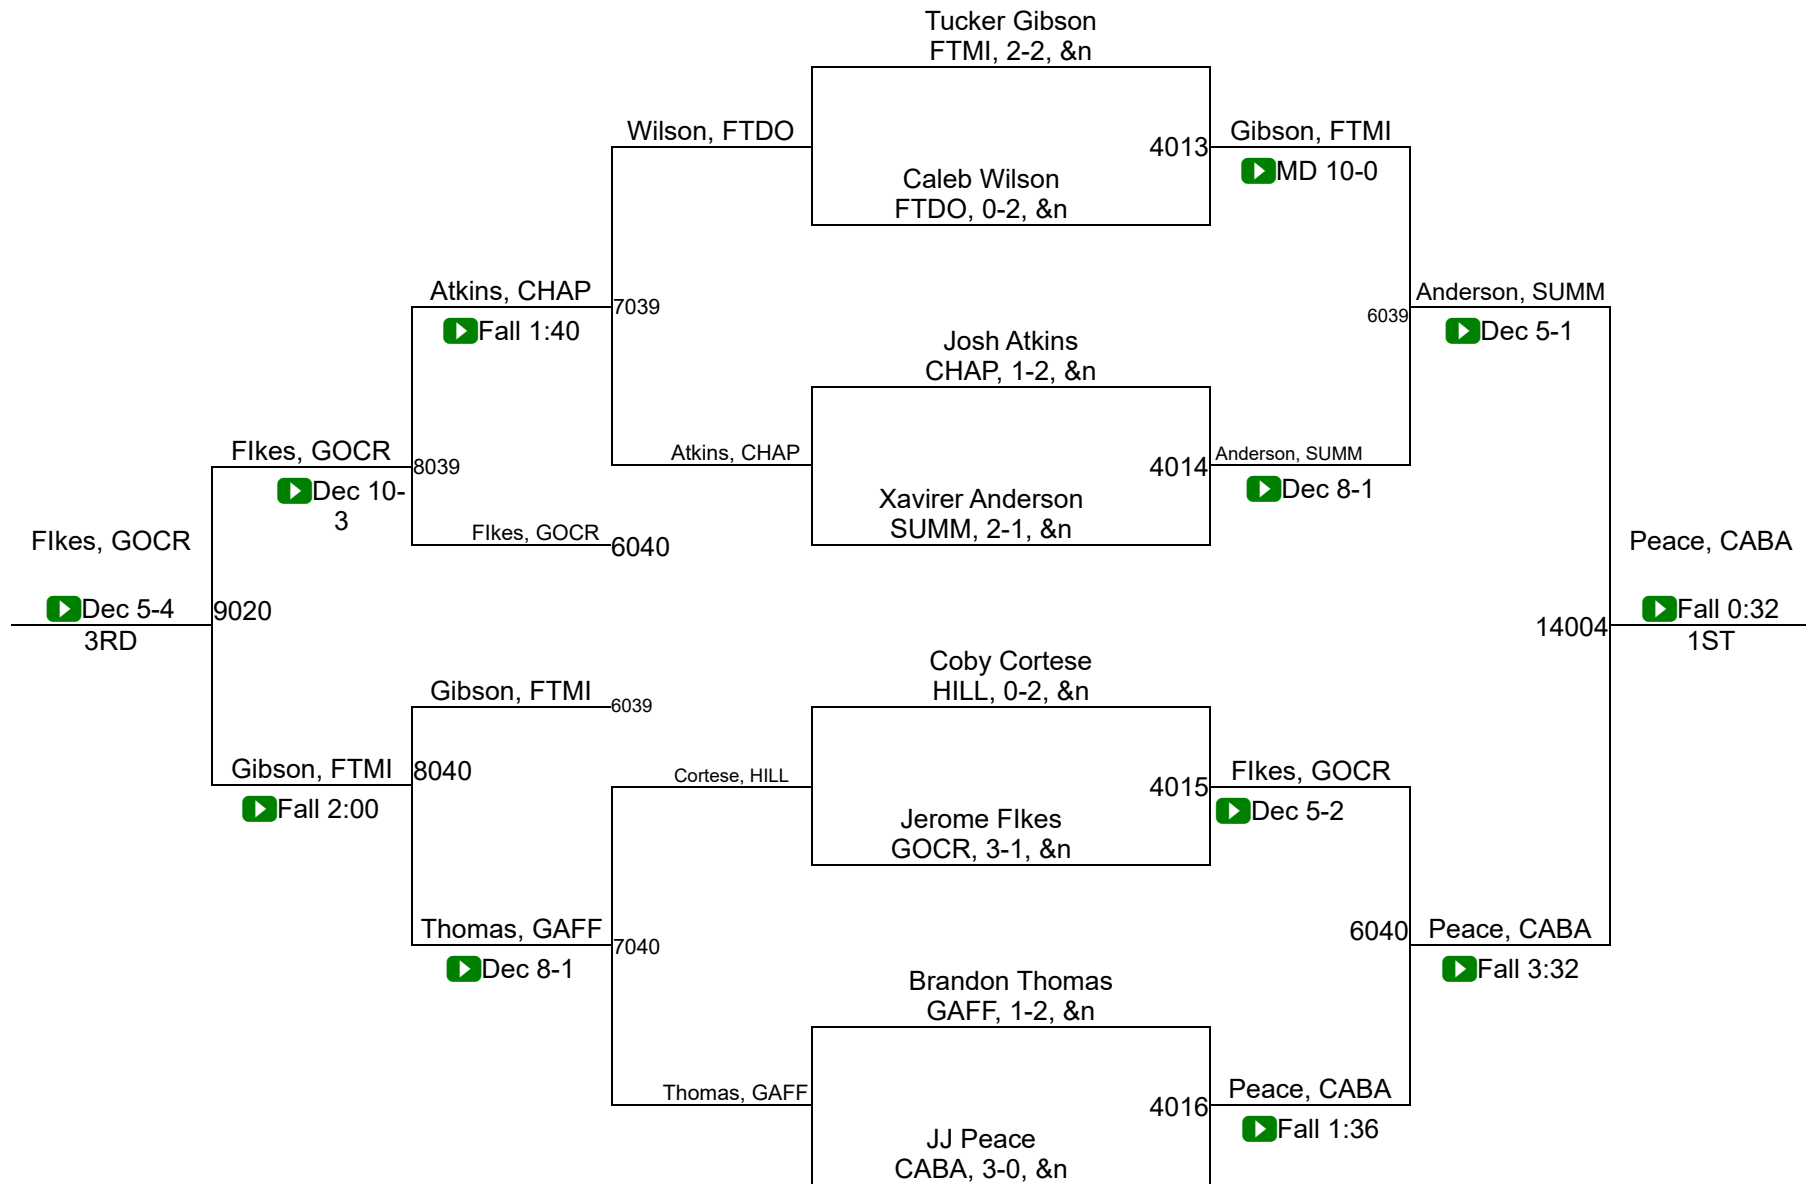 Tucker Gibson
FTMI, 2-2, &n
Wilson, FTDO
4013
Gibson, FTMI
MD 10-0
Caleb Wilson
FTDO, 0-2, &n
Atkins, CHAP
Fall 1:40
7039
6039
Anderson, SUMM
Dec 5-1
Josh Atkins
CHAP, 1-2, &n
FIkes, GOCR
Dec 10-
3
8039
Atkins, CHAP
4014
Anderson, SUMM
Dec 8-1
Xavirer Anderson
SUMM, 2-1, &n
FIkes, GOCR
6040
FIkes, GOCR
Dec 5-4
3RD
9020
Peace, CABA
14004
Fall 0:32
1ST
Coby Cortese
HILL, 0-2, &n
Gibson, FTMI
6039
Gibson, FTMI
Fall 2:00
8040
Cortese, HILL
4015
FIkes, GOCR
Dec 5-2
Jerome FIkes
GOCR, 3-1, &n
Thomas, GAFF
Dec 8-1
7040
6040
Peace, CABA
Fall 3:32
Brandon Thomas
GAFF, 1-2, &n
Thomas, GAFF
4016
Peace, CABA
Fall 1:36
JJ Peace
CABA, 3-0, &n